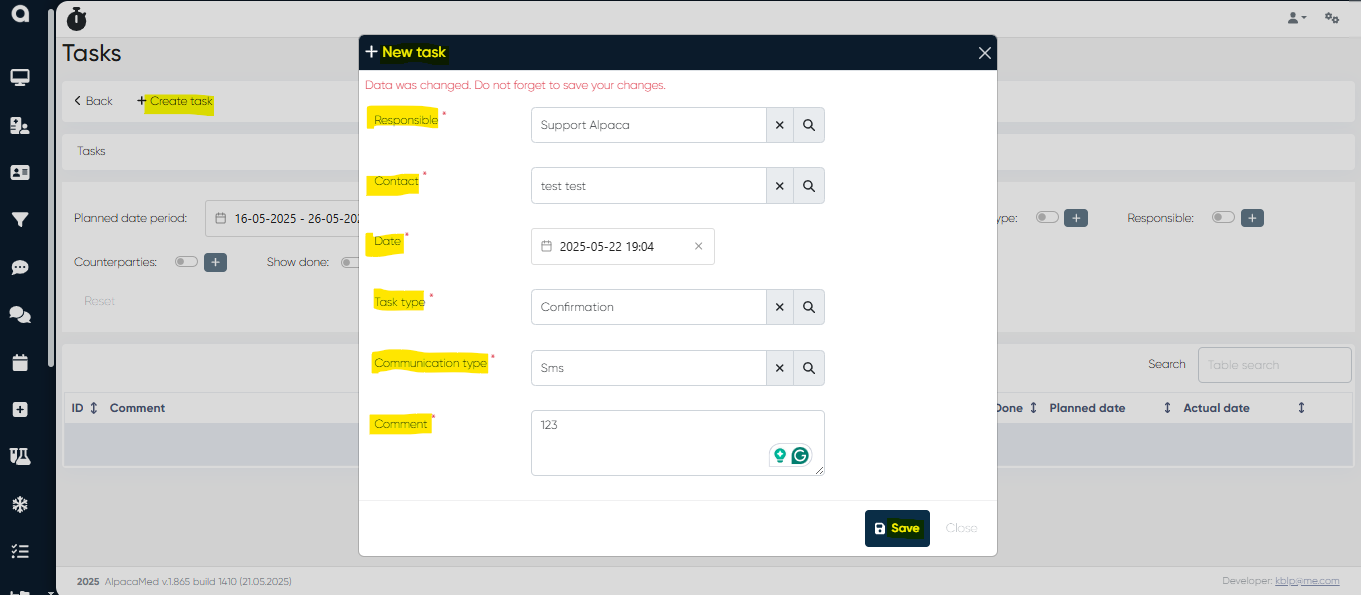 Tasks
Back
Create task
Tasks
Planned date period:
16-05-2025 - 26-05-202
ype:
Responsible:
Counterparties:
Show done:
Reset
Search
Table search
ID
Comment
Done
Planned date
Actual date
New task
Data was changed. Do not forget to save your changes.
Responsible *
Support Alpaca
Contact *
test test
Date *
2025-05-22 19:04
Task type *
Confirmation
Communication type *
Sms
Comment *
123
Save
Close
2025 AlpacaMed v.1.865 build 1410 (21.05.2025)
Developer: kblp@me.com